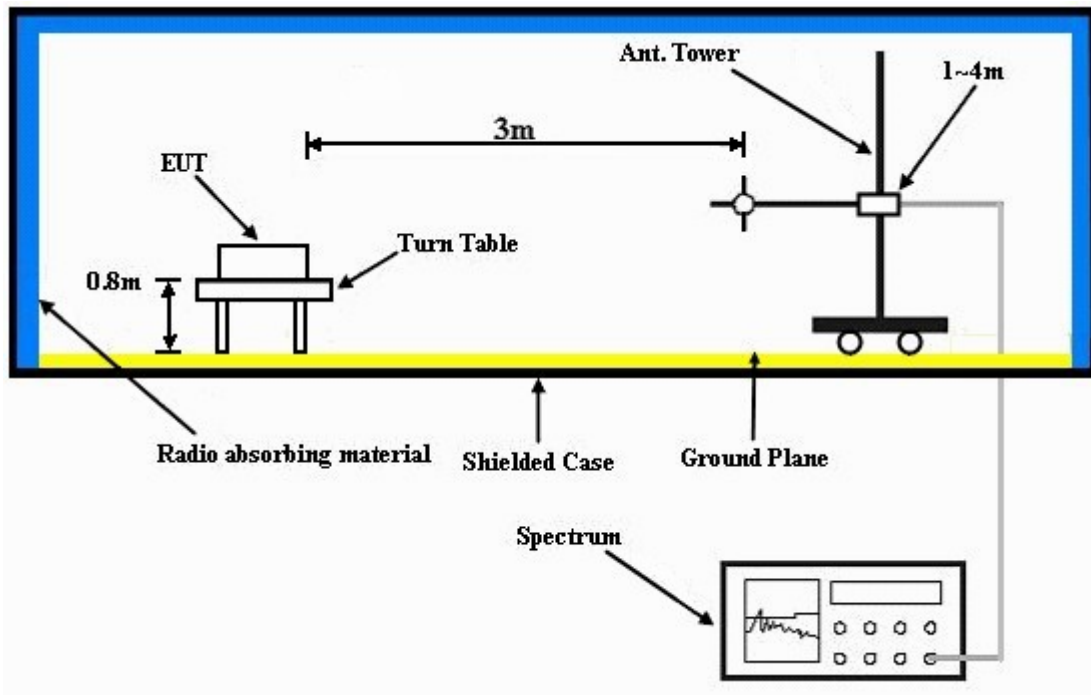 Ant. Tower
1~4m
3m
EUT
Turn Table
0.8m
Radio absorbing material
Shielded Case
Ground Plane
Spectrum